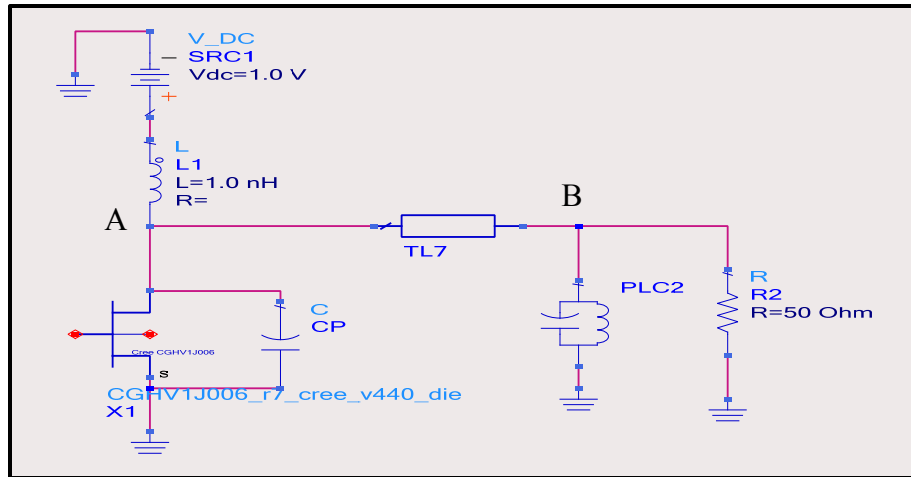 V_DC
SRC1
Vdc=1.0 V
−
+
L
L1
L=1.0 nH
R=
A
B
TL7
C
CP
PLC2
R
R2
R=50 Ohm
Cree CGHV1J006
s
CGHV1J006_r7_cree_v440_die
X1